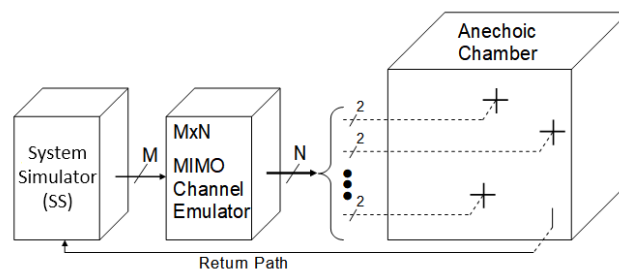 Anechoic
Chamber
System
Simulator
(SS)
M
MxN
MIMO
Channel
Emulator
N
2
2
2
Return Path